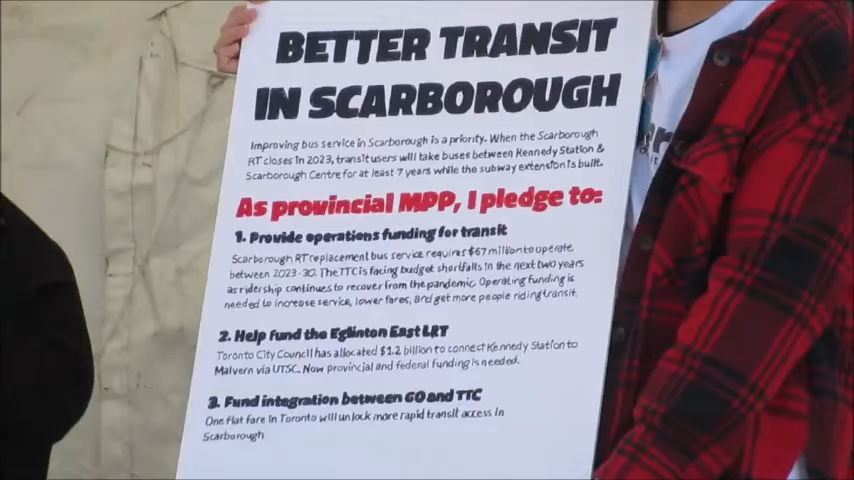 BETTER TRANSIT
IN SCARBOROUGH
Improving bus service in Scarborough is a priority. When the Scarborough
RT closes in 2023, transit users will take buses between Kennedy Station &
Scarborough Centre for at least 7 years while the subway extension is built.
As provincial MPP, I pledge to:
1. Provide operations funding for transit
Scarborough RT replacement bus service requires $67 million to operate
between 2023-30. The TTC is facing budget shortfalls in the next two years
as ridership continues to recover from the pandemic. Operating funding is
needed to increase service, lower fares, and get more people riding transit.
2. Help Fund the Eglinton East LRT
Toronto City Council has allocated $1.2 billion to connect Kennedy Station to
Malvern via UTSC. Now provincial and federal funding is needed.
3. Fund integration between GO and TTC
One flat fare in Toronto will unlock more rapid transit access in
Scarborough